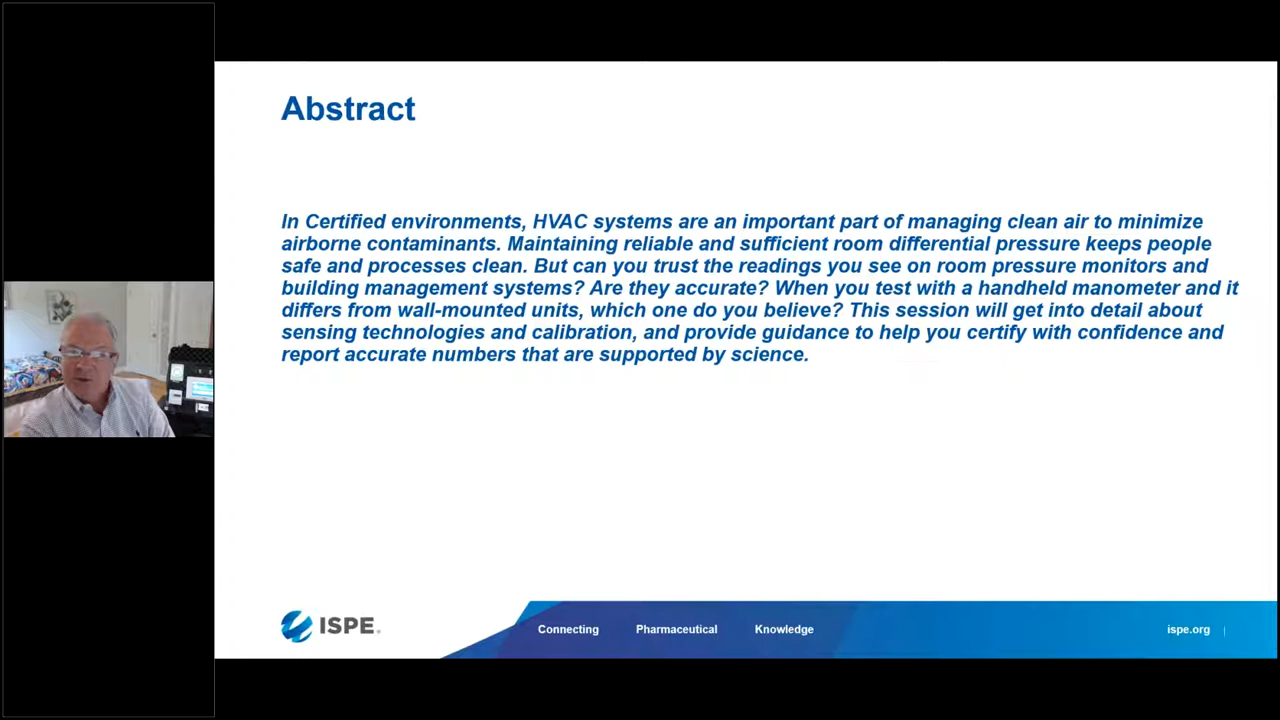 Abstract
In Certified environments, HVAC systems are an important part of managing clean air to minimize
airborne contaminants. Maintaining reliable and sufficient room differential pressure keeps people
safe and processes clean. But can you trust the readings you see on room pressure monitors and
building management systems? Are they accurate? When you test with a handheld manometer and it
differs from wall-mounted units, which one do you believe? This session will get into detail about
sensing technologies and calibration, and provide guidance to help you certify with confidence and
report accurate numbers that are supported by science.
ISPE®
Connecting Pharmaceutical Knowledge
ispe.org